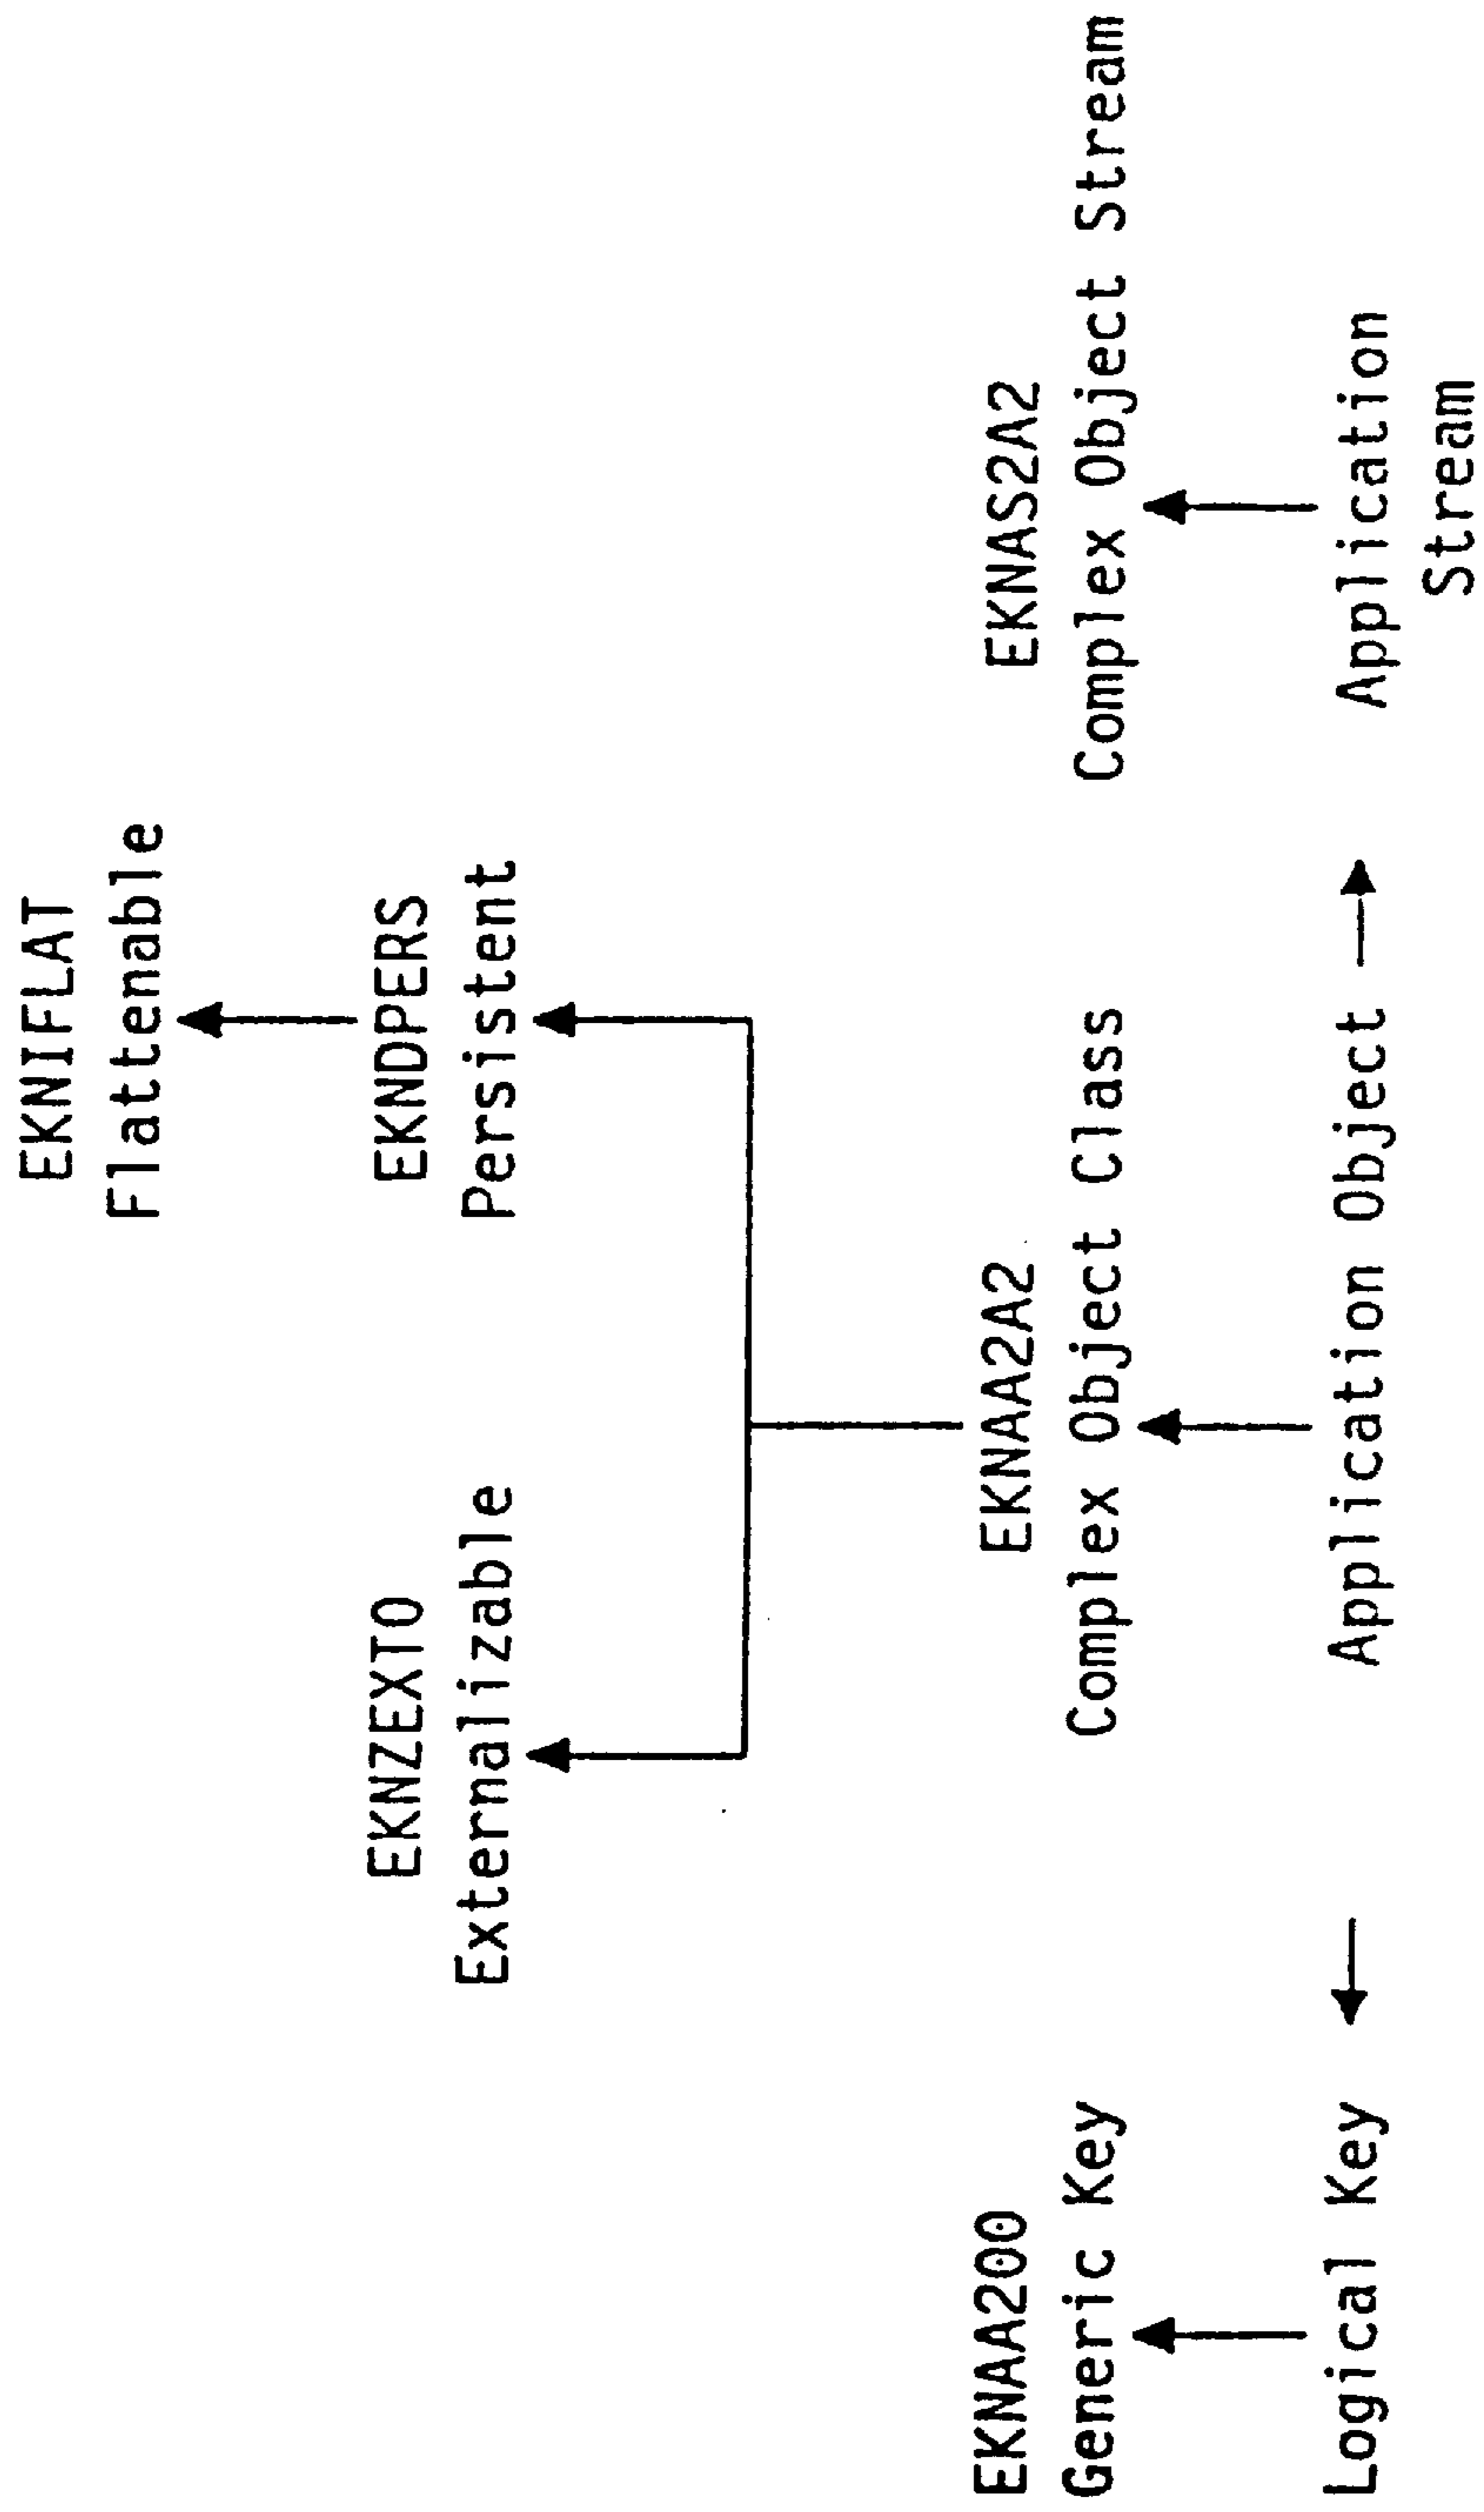 EKNIFLAT
Flattenable
EKNZEXTO
Externalizable
EKNDPERS
Persistent
EKNAA200
Generic Key
EKNAA2A2
Complex Object Class
EKNAS2A2
Complex Object Stream
Logical Key
Application Object
Application
Stream